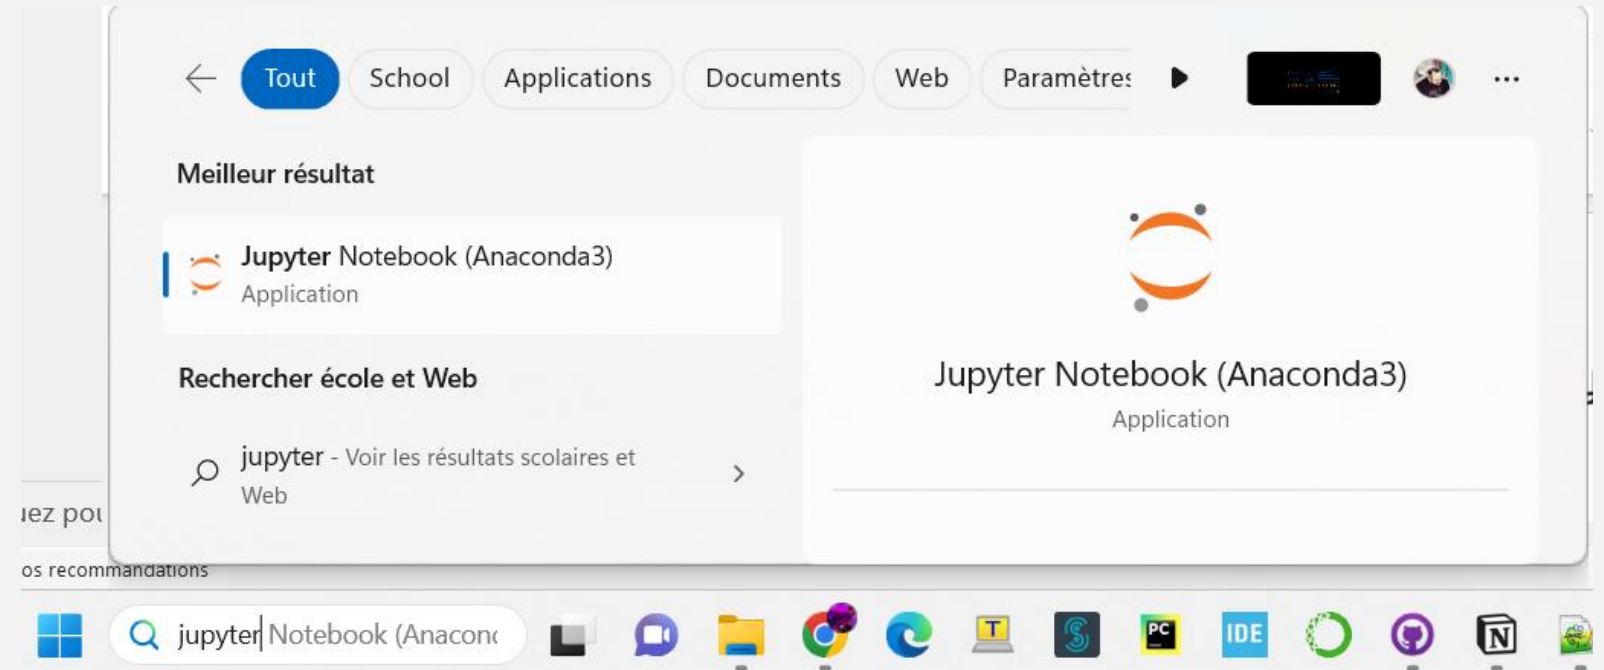 Tout School Applications Documents Web Paramètres
Meilleur résultat
Jupyter Notebook (Anaconda3)
Application
Rechercher école et Web
jupyter - Voir les résultats scolaires et
Web
Jupyter Notebook (Anaconda3)
Application
uez pou
os recommandations
jupyter Notebook (Anacon
T
PC
IDE
N